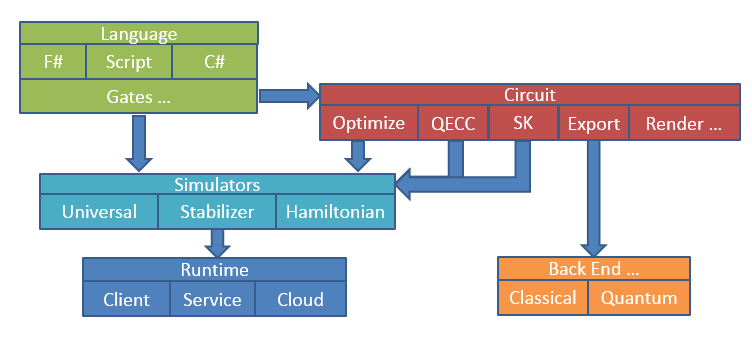 Language
F# Script C#
Gates ...
Circuit
Optimize QECC SK Export Render ...
Simulators
Universal Stabilizer Hamiltonian
Runtime
Client Service Cloud
Back End ...
Classical Quantum